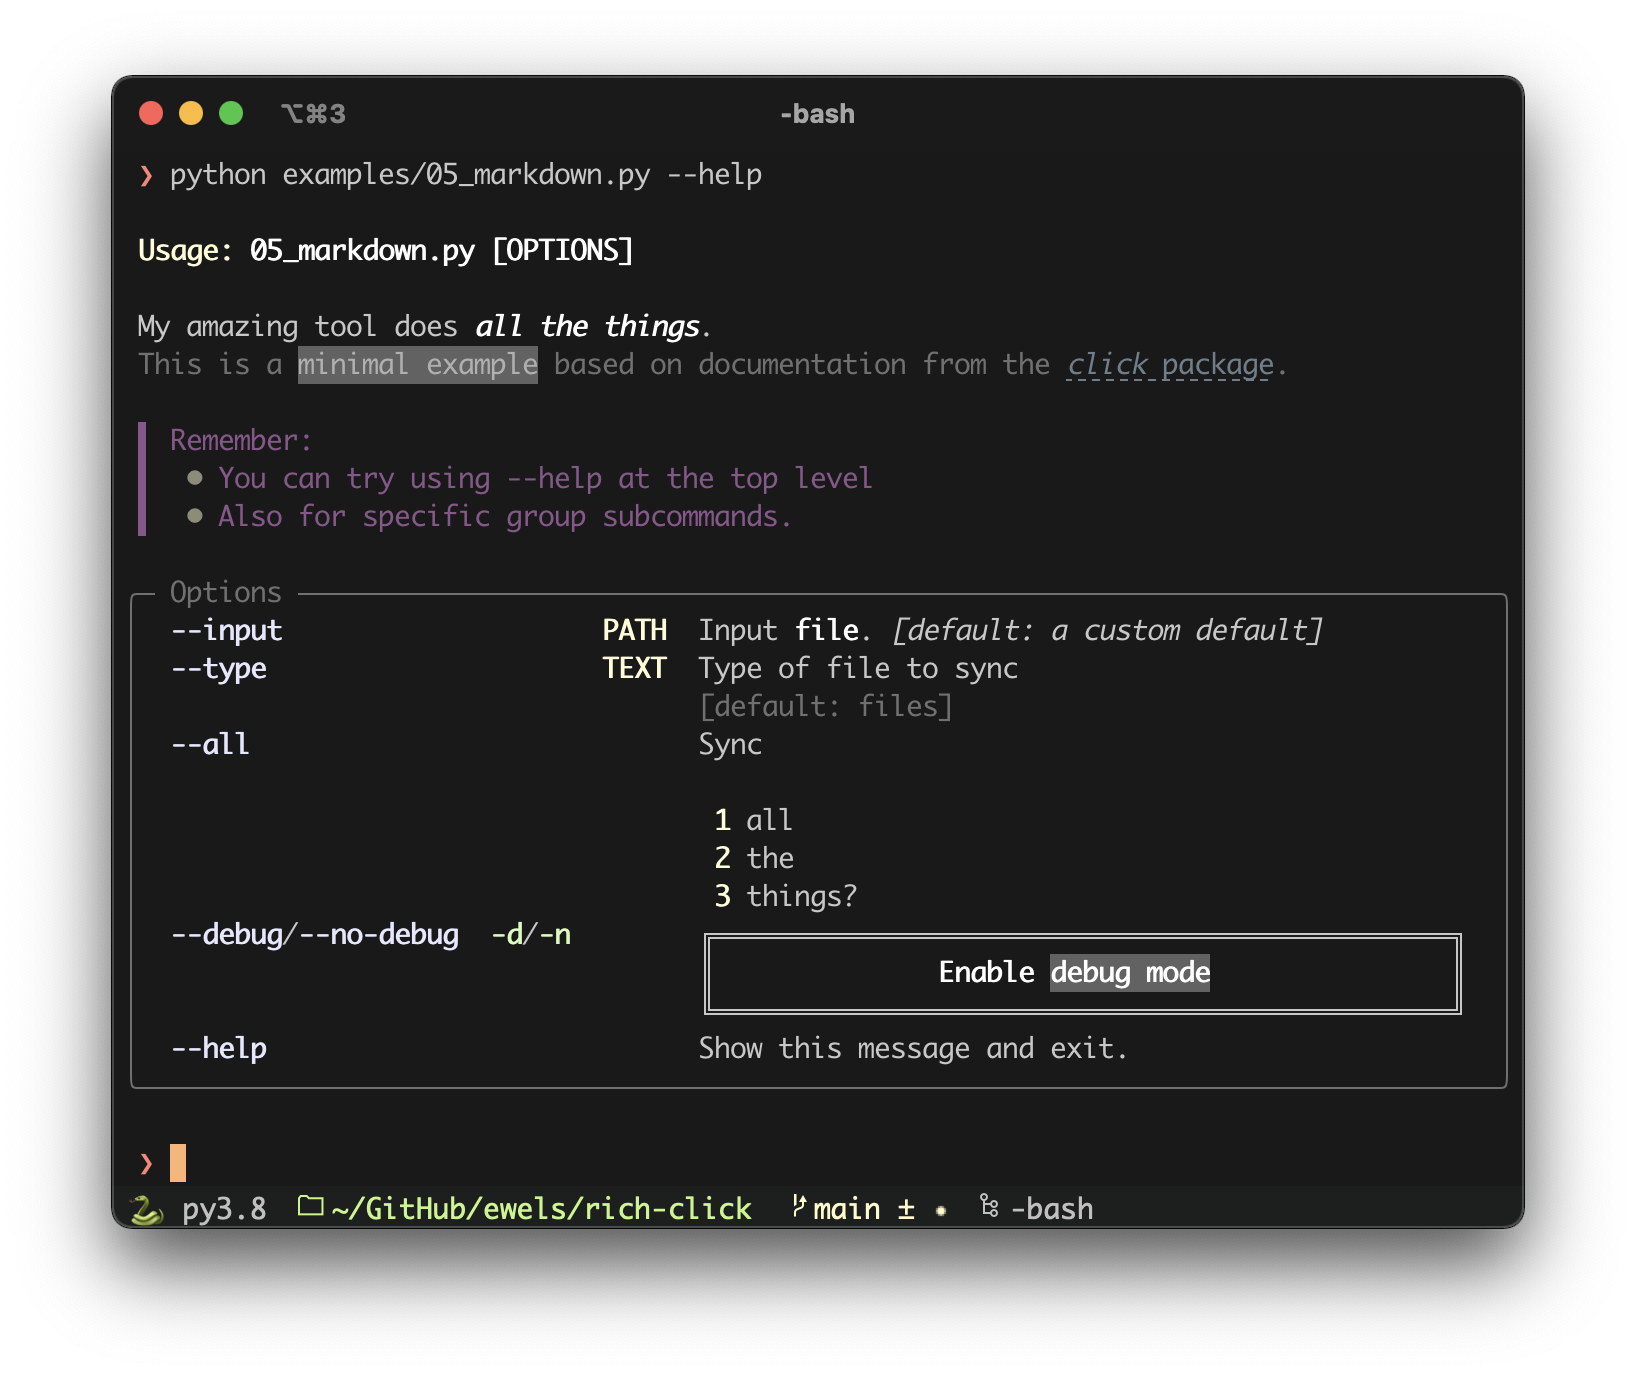 ⌥⌘3 -bash
❯ python examples/05_markdown.py --help
Usage: 05_markdown.py [OPTIONS]
My amazing tool does all the things.
This is a minimal example based on documentation from the click package.
Remember:
● You can try using --help at the top level
● Also for specific group subcommands.
Options
--input PATH Input file. [default: a custom default]
--type TEXT Type of file to sync
[default: files]
--all Sync
1 all
2 the
3 things?
--debug/--no-debug -d/-n Enable debug mode
--help Show this message and exit.
❯
py3.8 ~/GitHub/ewels/rich-click main ± -bash